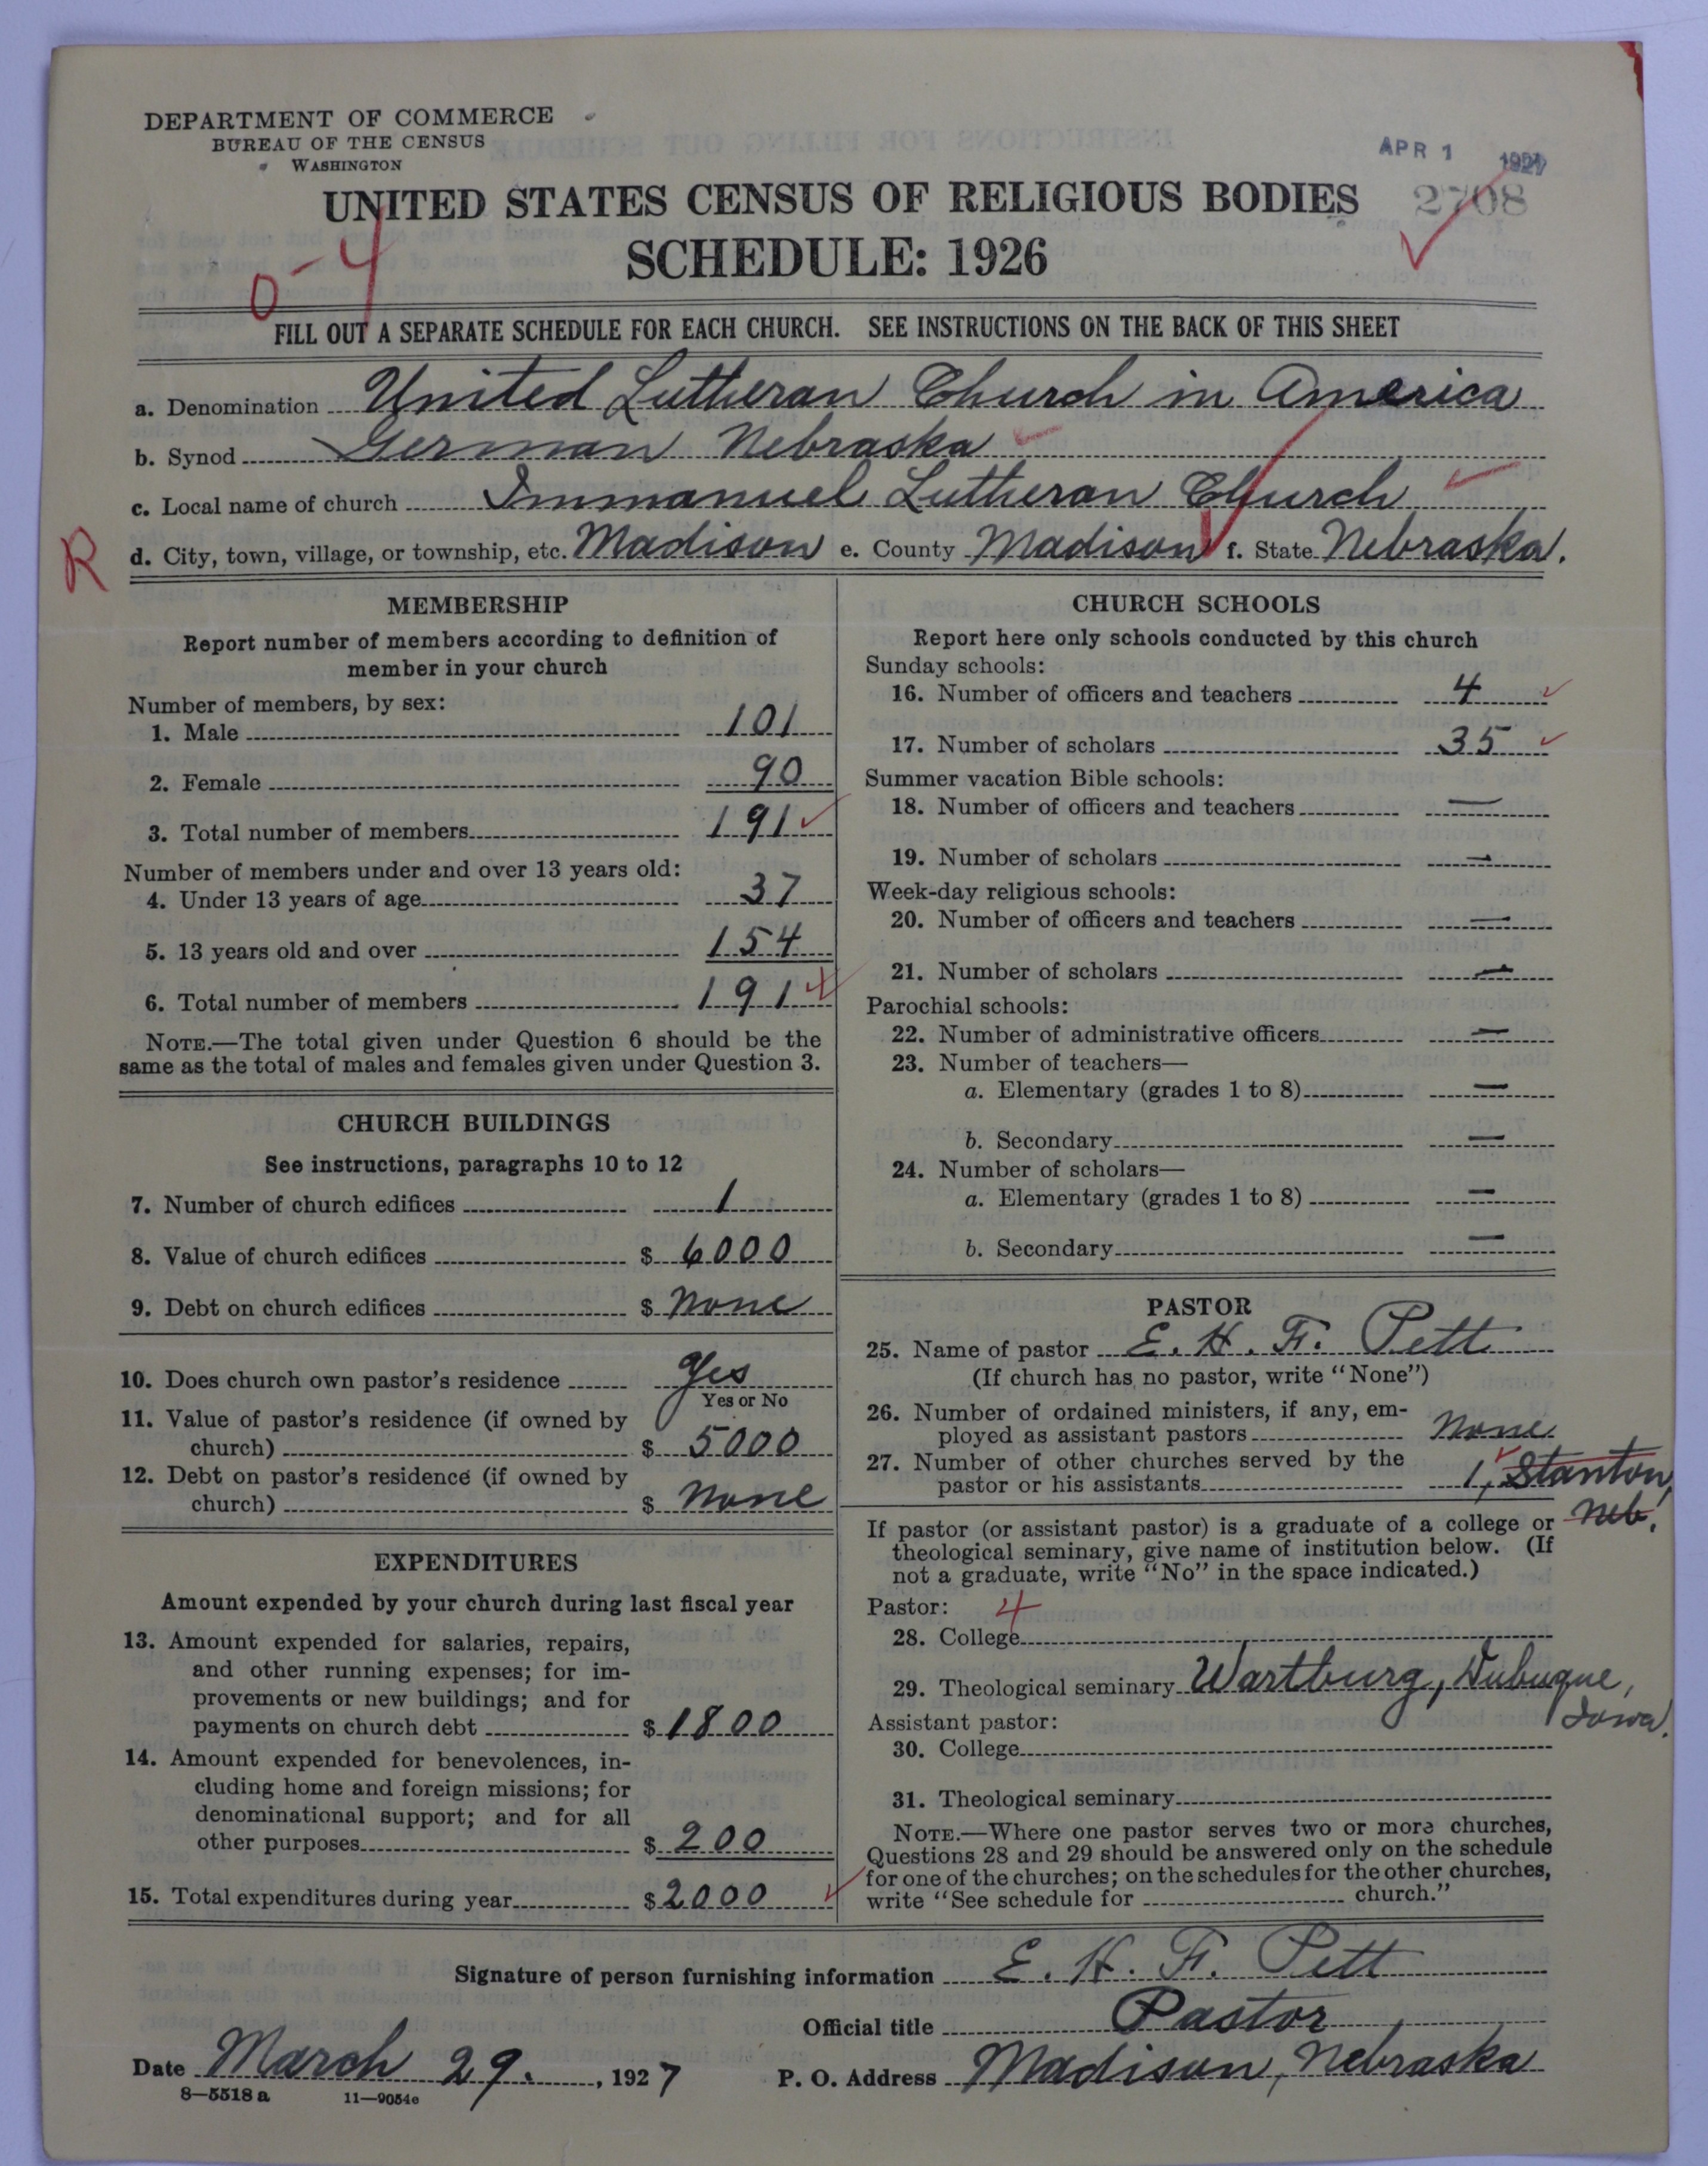 DEPARTMENT OF COMMERCE
BUREAU OF THE CENSUS
WASHINGTON
APR 1 1927
2708
UNITED STATES CENSUS OF RELIGIOUS BODIES
SCHEDULE: 1926
0-4
FILL OUT A SEPARATE SCHEDULE FOR EACH CHURCH. SEE INSTRUCTIONS ON THE BACK OF THIS SHEET
a. Denomination United Lutheran Church in America
b. Synod German Nebraska
c. Local name of church Immanuel Lutheran Church
R
d. City, town, village, or township, etc. Madison e. County Madison f. State Nebraska.
MEMBERSHIP
Report number of members according to definition of
member in your church
Number of members, by sex:
1. Male 101
2. Female 90
3. Total number of members 191
Number of members under and over 13 years old:
4. Under 13 years of age 37
5. 13 years old and over 154
6. Total number of members 191
NOTE.—The total given under Question 6 should be the
same as the total of males and females given under Question 3.
CHURCH BUILDINGS
See instructions, paragraphs 10 to 12
7. Number of church edifices 1
8. Value of church edifices $ 6000
9. Debt on church edifices $ None
10. Does church own pastor's residence Yes
Yes or No
11. Value of pastor's residence (if owned by
church) $ 5000
12. Debt on pastor's residence (if owned by
church) $ None
EXPENDITURES
Amount expended by your church during last fiscal year
13. Amount expended for salaries, repairs,
and other running expenses; for im-
provements or new buildings; and for
payments on church debt $ 1800
14. Amount expended for benevolences, in-
cluding home and foreign missions; for
denominational support; and for all
other purposes $ 200
15. Total expenditures during year $ 2000
CHURCH SCHOOLS
Report here only schools conducted by this church
Sunday schools:
16. Number of officers and teachers 4
17. Number of scholars 35
Summer vacation Bible schools:
18. Number of officers and teachers —
19. Number of scholars —
Week-day religious schools:
20. Number of officers and teachers —
21. Number of scholars —
Parochial schools:
22. Number of administrative officers —
23. Number of teachers—
a. Elementary (grades 1 to 8) —
b. Secondary —
24. Number of scholars—
a. Elementary (grades 1 to 8) —
b. Secondary —
PASTOR
25. Name of pastor E. H. F. Pett
(If church has no pastor, write "None")
26. Number of ordained ministers, if any, em-
ployed as assistant pastors None
27. Number of other churches served by the
pastor or his assistants 1, Stanton,
Neb.
If pastor (or assistant pastor) is a graduate of a college or
theological seminary, give name of institution below. (If
not a graduate, write "No" in the space indicated.)
Pastor: 4
28. College
29. Theological seminary Wartburg, Dubuque,
Iowa.
Assistant pastor:
30. College
31. Theological seminary
NOTE.—Where one pastor serves two or more churches,
Questions 28 and 29 should be answered only on the schedule
for one of the churches; on the schedules for the other churches,
write "See schedule for church."
Signature of person furnishing information E. H. F. Pett
Official title Pastor
Date March 29., 1927 P. O. Address Madison, Nebraska
8—5518 a 11—9054e